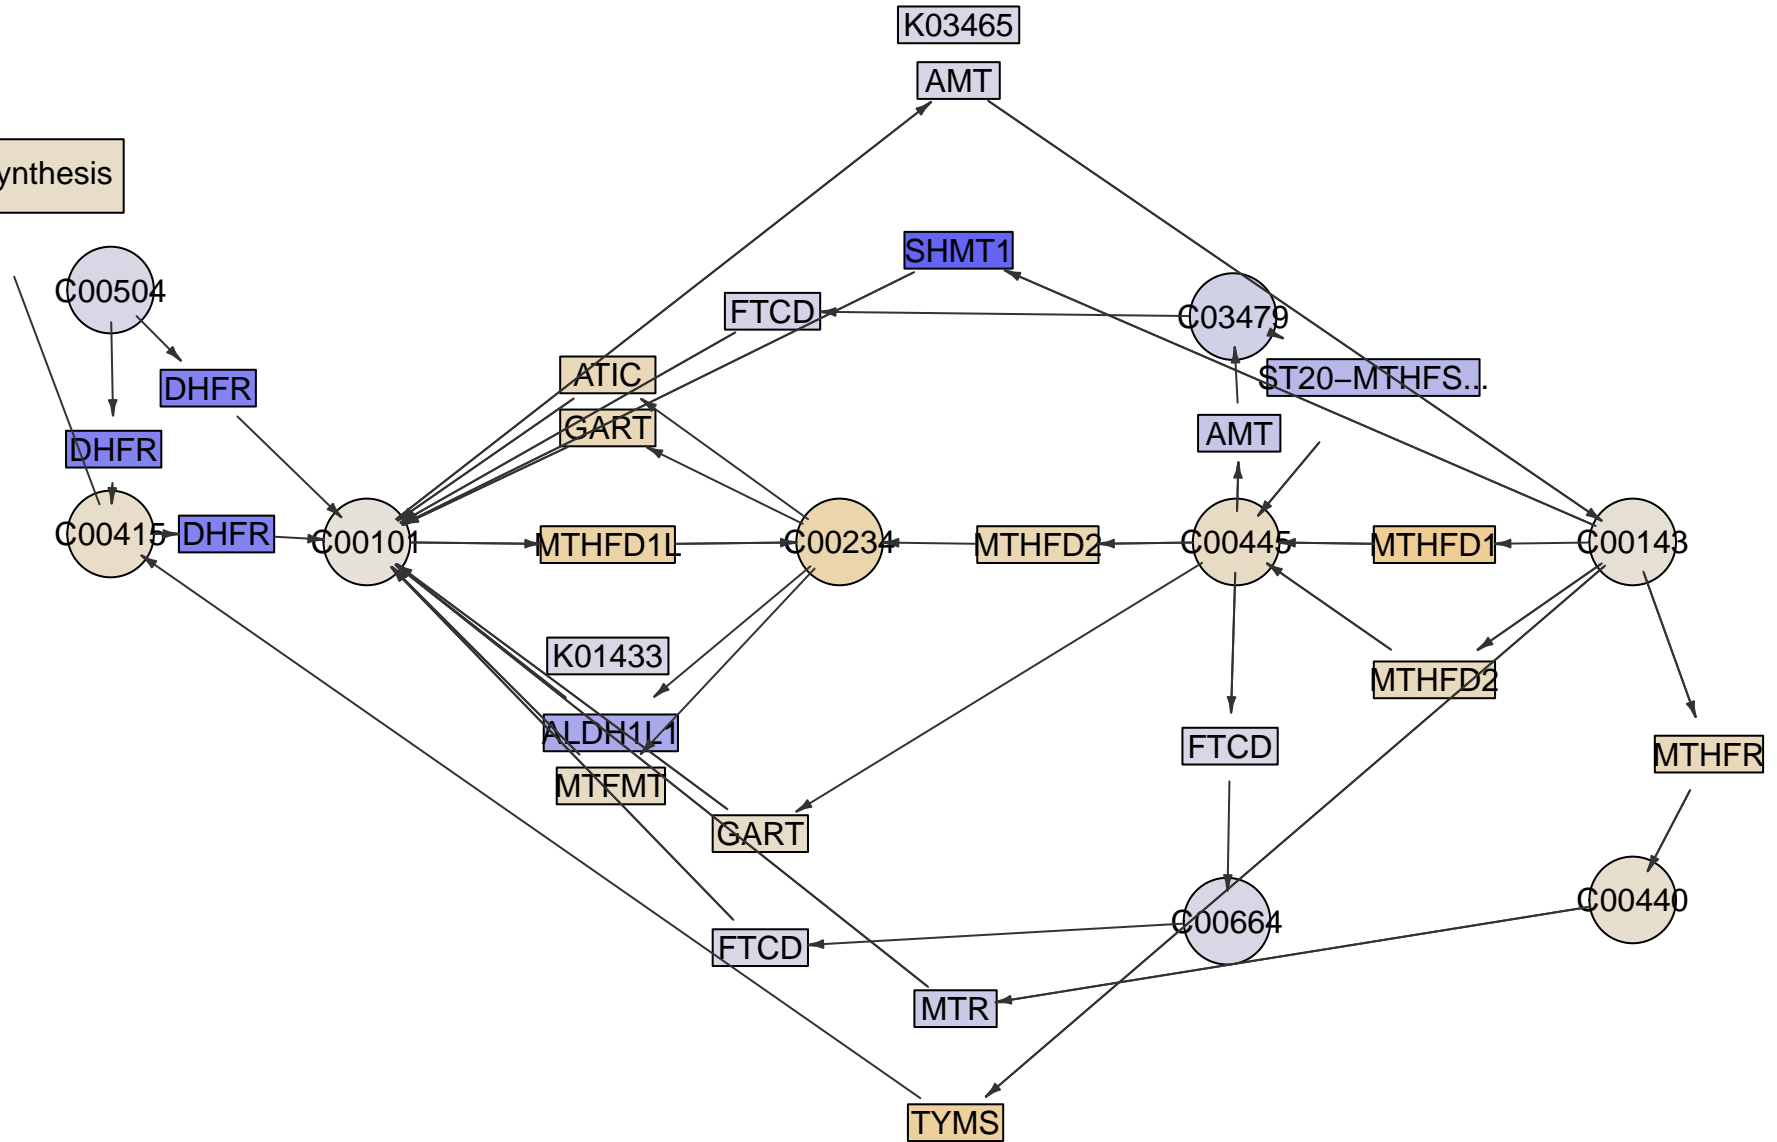 K03465
AMT
ynthesis
SHMT1
C00504
FTCD
C03479
DHFR
ATIC
ST20−MTHFS...
GART
AMT
DHFR
C00415
DHFR
C00101
MTHFD1L
C00234
MTHFD2
C00445
MTHFD1
C00143
K01433
MTHFD2
ALDH1L1
FTCD
MTHFR
MTFMT
GART
C00440
C00664
FTCD
MTR
TYMS